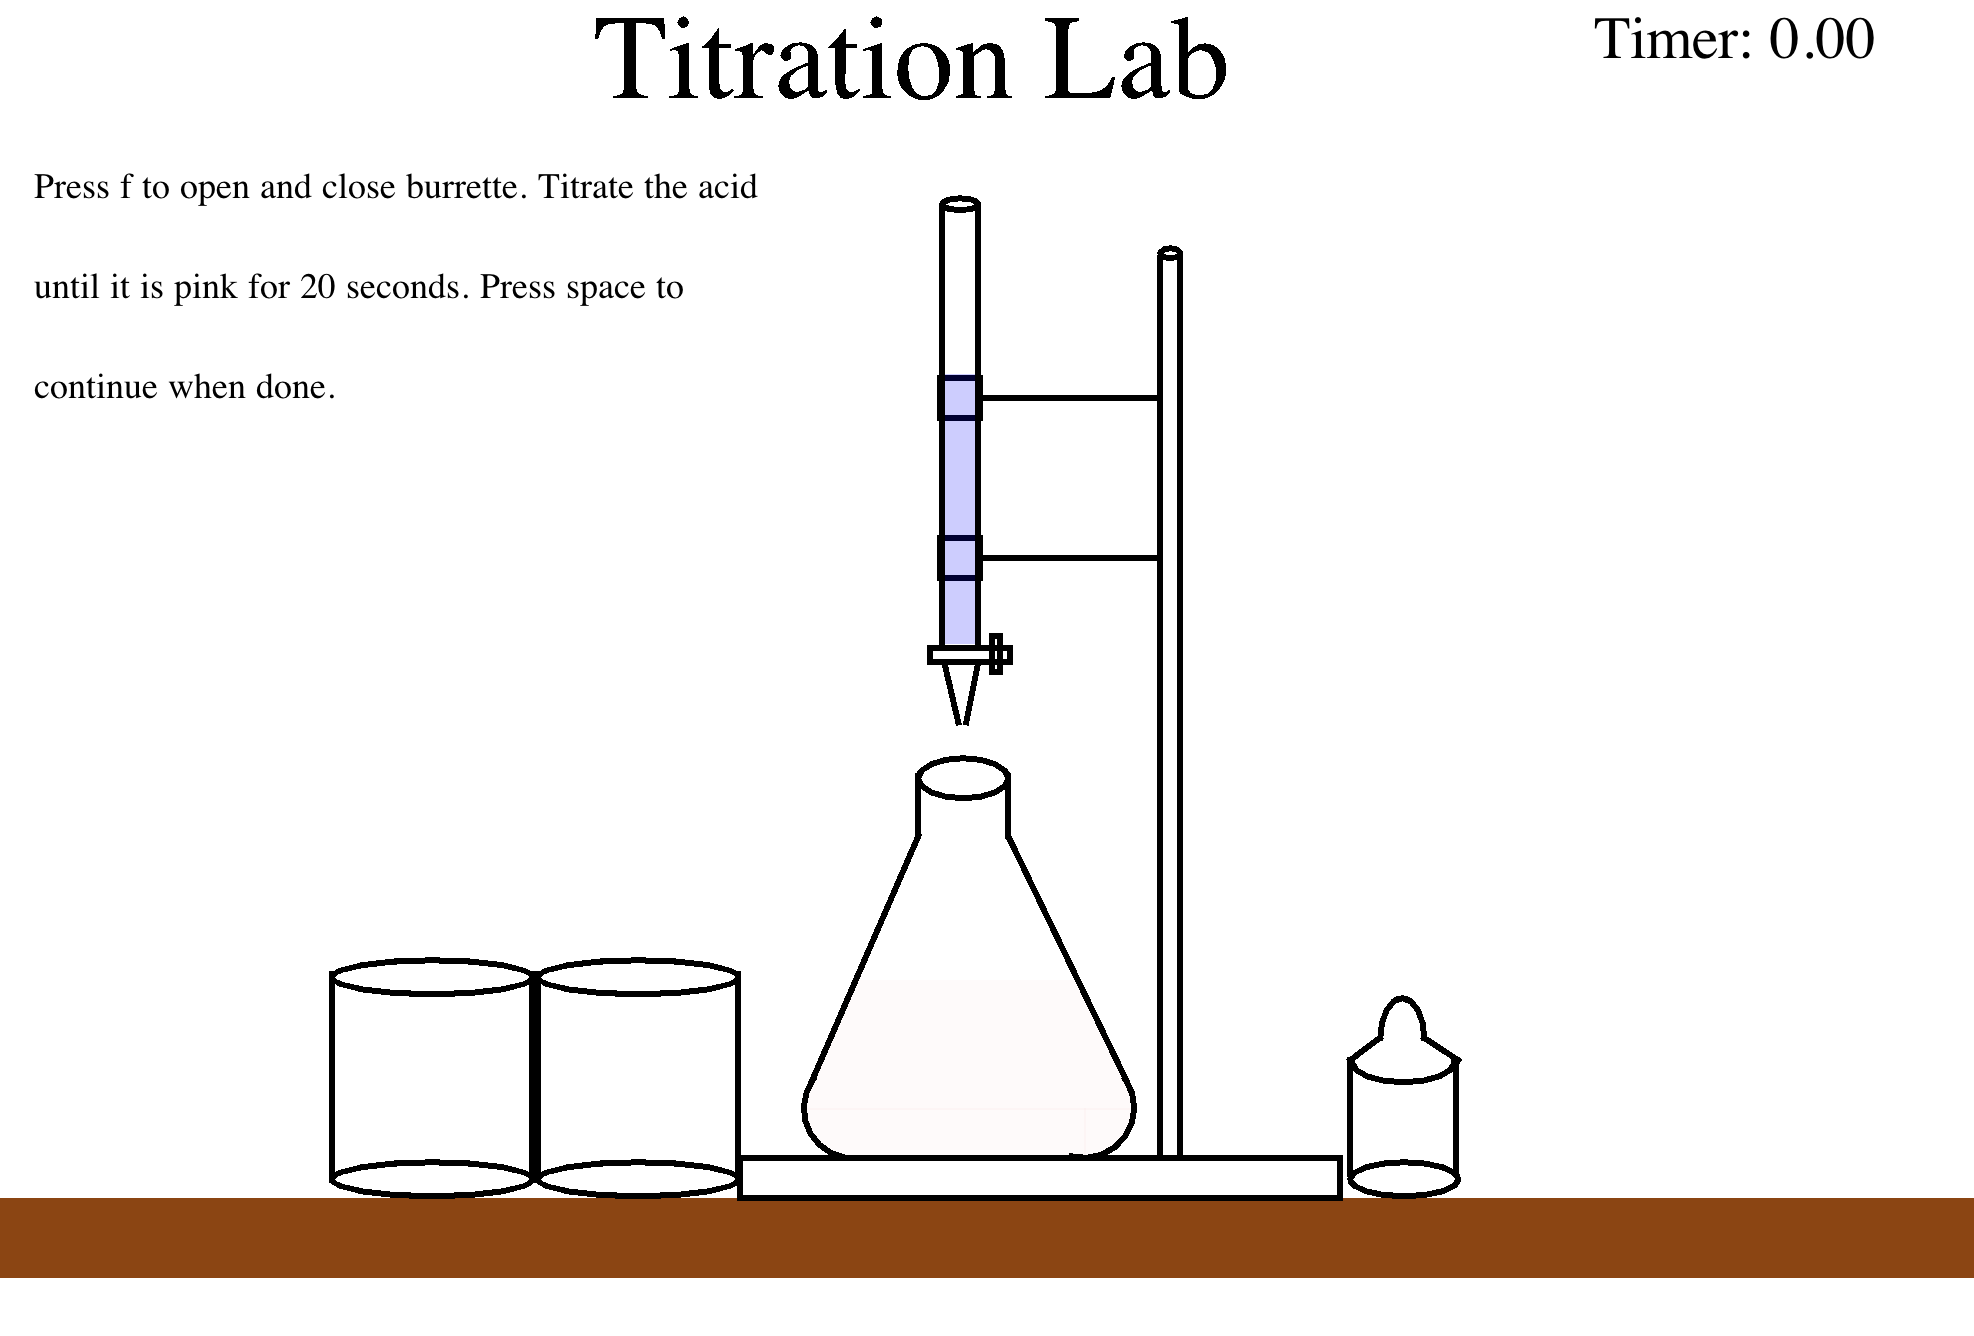 Titration Lab
Timer: 0.00
Press f to open and close burrette. Titrate the acid
until it is pink for 20 seconds. Press space to
continue when done.